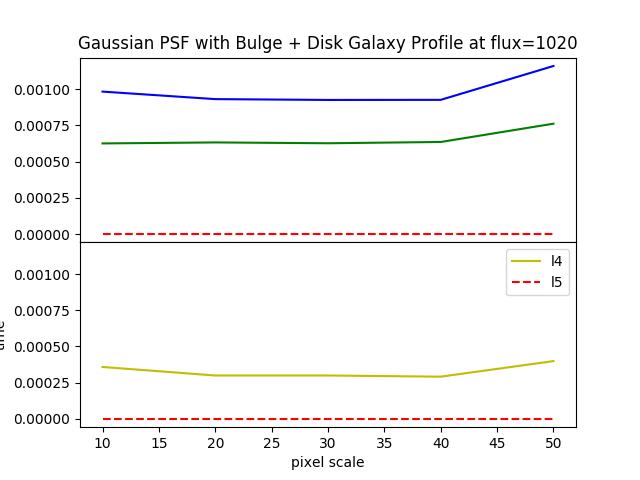 Gaussian PSF with Bulge + Disk Galaxy Profile at flux=1020
0.00100
0.00075
0.00050
0.00025
0.00000
0.00100
0.00075
0.00050
0.00025
0.00000
l4
l5
10 15 20 25 30 35 40 45 50
pixel scale